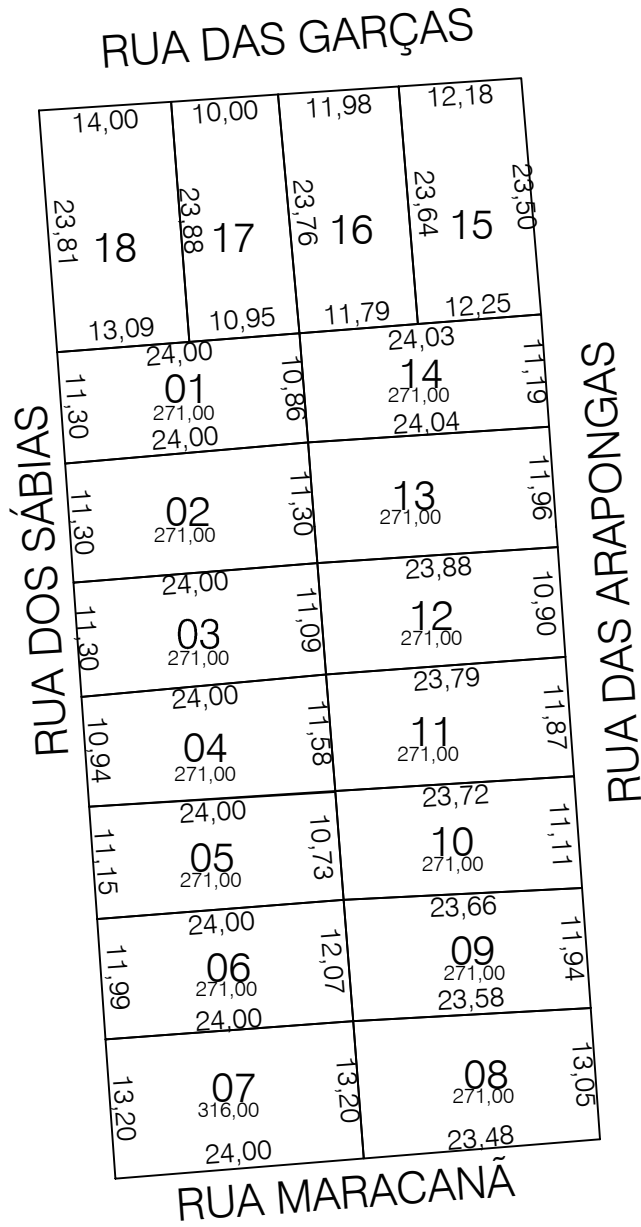 RUA DAS GARÇAS
14,00 10,00 11,98 12,18
23,81 18 23,88 17 23,76 16 23,64 15 23,50
13,09 10,95 11,79 12,25
24,00 24,03
11,30 01 10,86 14 11,19
271,00 271,00
24,00 24,04
11,30 02 11,30 13 11,96
271,00 271,00
24,00 23,88
11,30 03 11,09 12 10,90
271,00 271,00
24,00 23,79
10,94 04 11,58 11 11,87
271,00 271,00
24,00 23,72
11,15 05 10,73 10 11,11
271,00 271,00
24,00 23,66
11,99 06 12,07 09 11,94
271,00 271,00
24,00 23,58
13,20 07 13,20 08 13,05
316,00 271,00
24,00 23,48
RUA DOS SÁBIAS
RUA DAS ARAPONGAS
RUA MARACANÃ